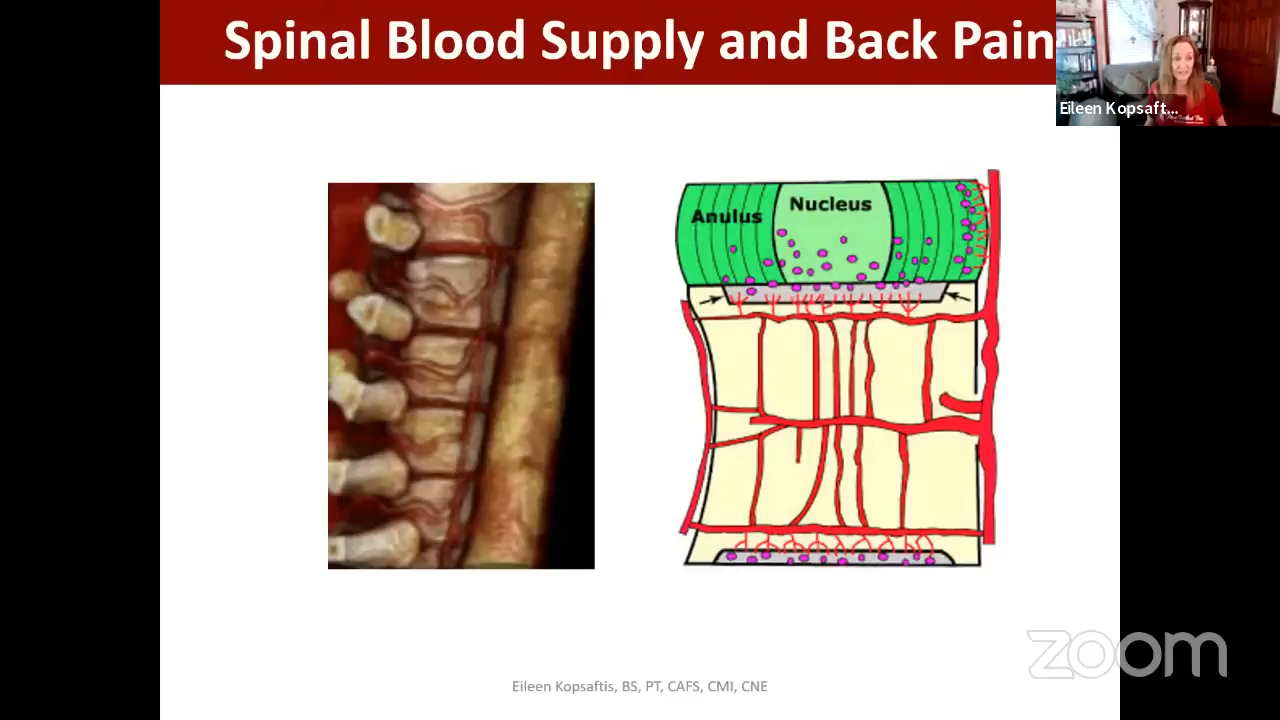 Spinal Blood Supply and Back Pain
Eileen Kopsaft...
Anulus
Nucleus
zoom
Eileen Kopsaftis, BS, PT, CAFS, CMI, CNE